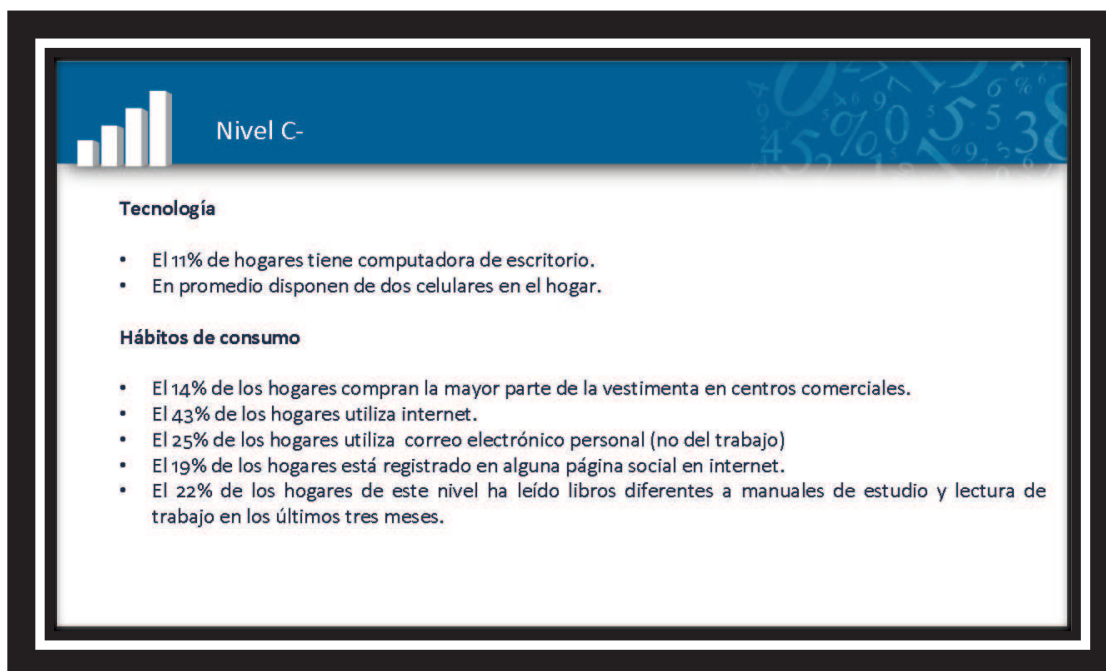 Nivel C-
Tecnología
• El 11% de hogares tiene computadora de escritorio.
• En promedio disponen de dos celulares en el hogar.
Hábitos de consumo
• El 14% de los hogares compran la mayor parte de la vestimenta en centros comerciales.
• El 43% de los hogares utiliza internet.
• El 25% de los hogares utiliza correo electrónico personal (no del trabajo)
• El 19% de los hogares está registrado en alguna página social en internet.
• El 22% de los hogares de este nivel ha leído libros diferentes a manuales de estudio y lectura de
trabajo en los últimos tres meses.